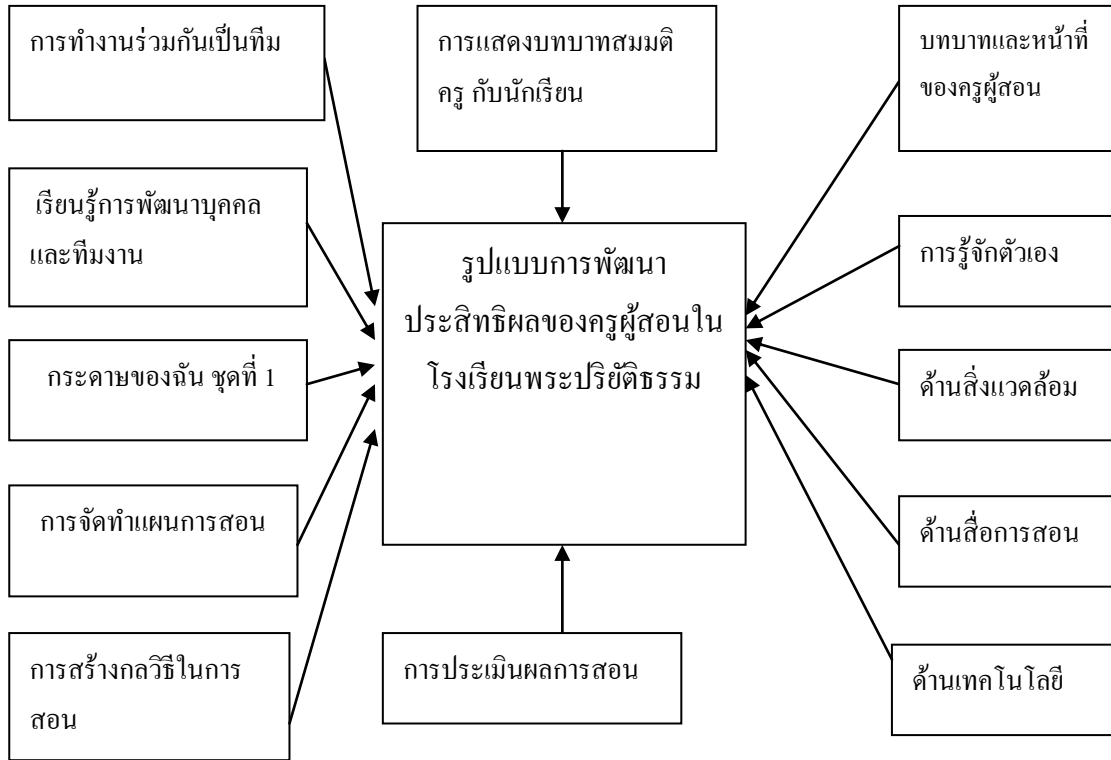 การทำงานร่วมกันเป็นทีม
การแสดงบทบาทสมมติ
ครู กับนักเรียน
บทบาทและหน้าที่
ของครูผู้สอน
เรียนรู้การพัฒนาบุคคล
และทีมงาน
รูปแบบการพัฒนา
ประสิทธิผลของครูผู้สอนใน
โรงเรียนพระปริยัติธรรม
การรู้จักตัวเอง
กระดาษของฉัน ชุดที่ 1
ด้านสิ่งแวดล้อม
การจัดทำแผนการสอน
ด้านสื่อการสอน
การสร้างกลวิธีในการ
สอน
การประเมินผลการสอน
ด้านเทคโนโลยี